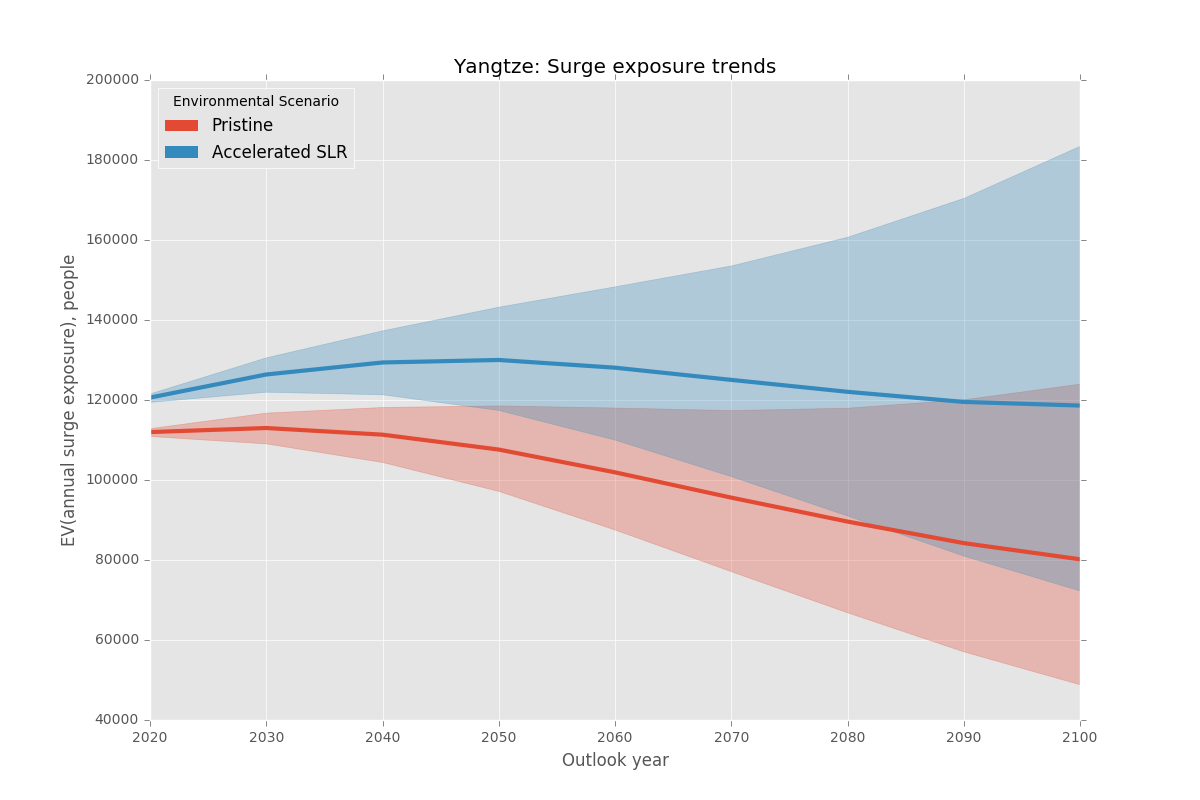 Yangtze: Surge exposure trends
Environmental Scenario
Pristine
Accelerated SLR
EV(annual surge exposure), people
200000
180000
160000
140000
120000
100000
80000
60000
40000
2020 2030 2040 2050 2060 2070 2080 2090 2100
Outlook year